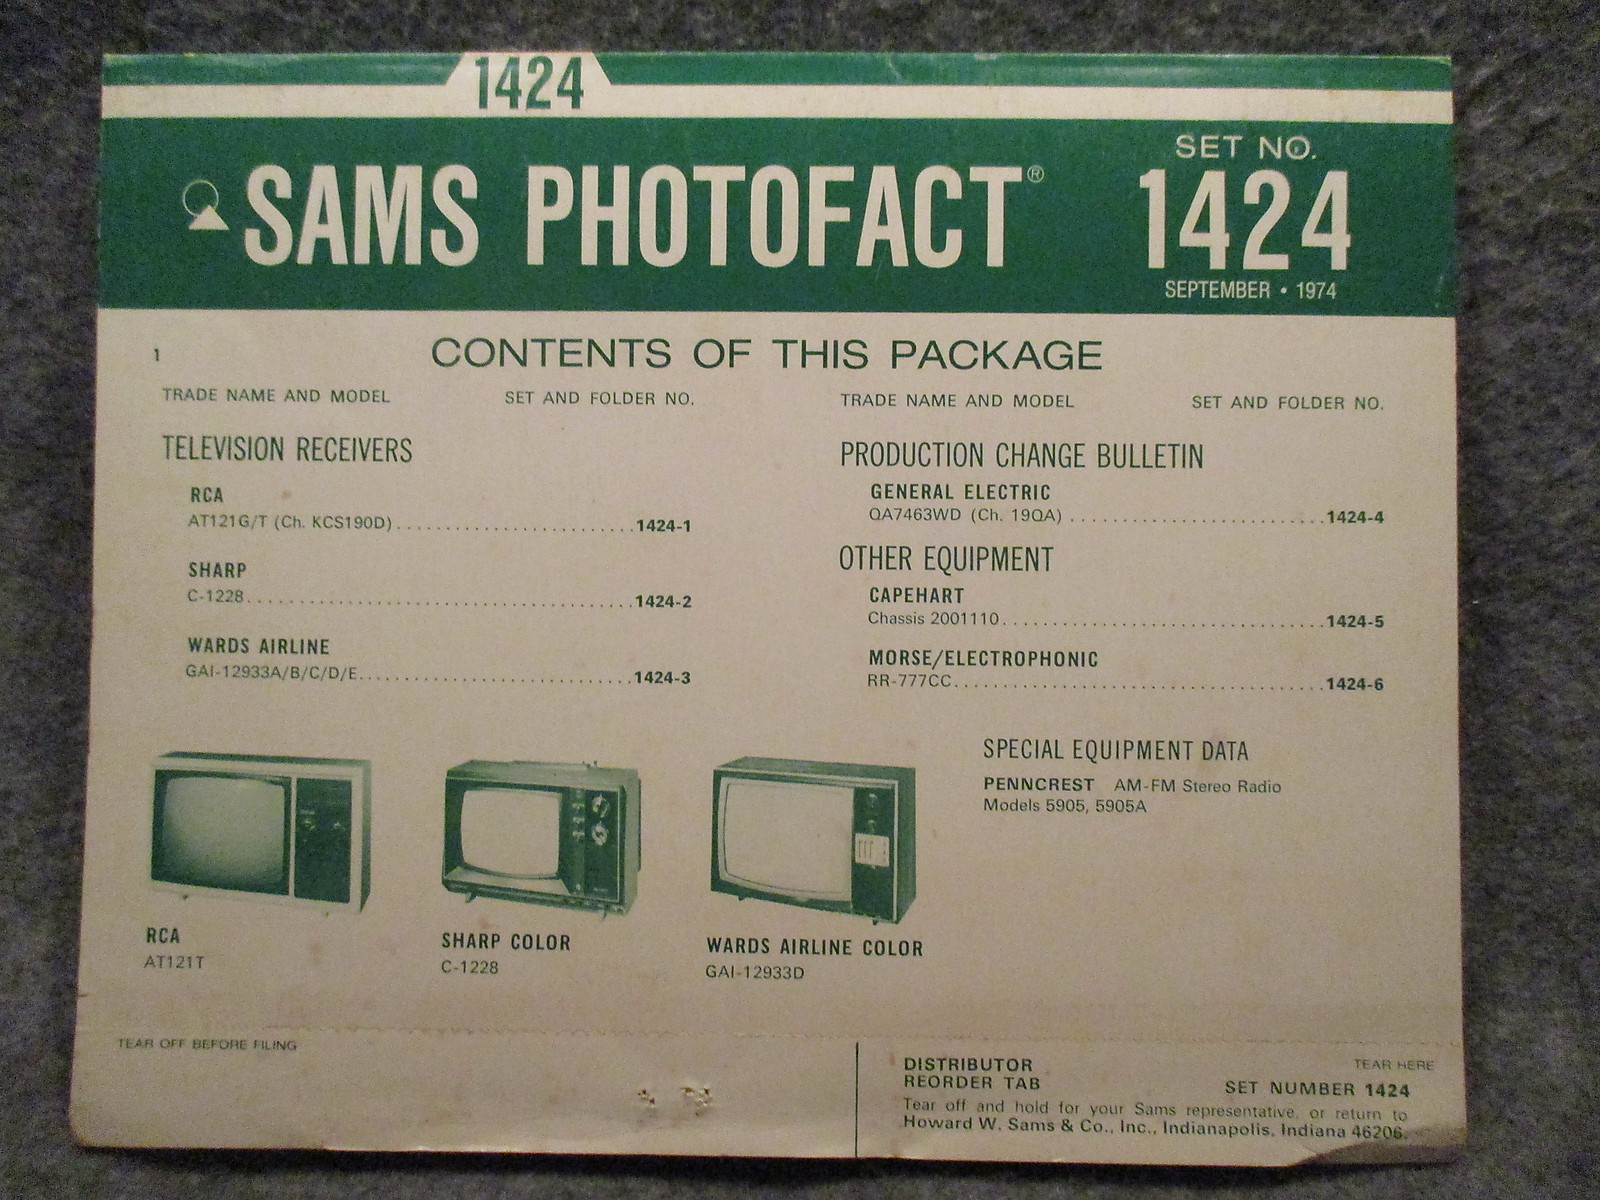 1424
SAMS PHOTOFACT®
SET NO.
1424
SEPTEMBER • 1974
1
CONTENTS OF THIS PACKAGE
TRADE NAME AND MODEL SET AND FOLDER NO.
TELEVISION RECEIVERS
RCA
AT121G/T (Ch. KCS190D)........................1424-1
SHARP
C-1228.....................................1424-2
WARDS AIRLINE
GAI-12933A/B/C/D/E..........................1424-3
TRADE NAME AND MODEL SET AND FOLDER NO.
PRODUCTION CHANGE BULLETIN
GENERAL ELECTRIC
QA7463WD (Ch. 19QA) .........................1424-4
OTHER EQUIPMENT
CAPEHART
Chassis 2001110...............................1424-5
MORSE/ELECTROPHONIC
RR-777CC...................................1424-6
SPECIAL EQUIPMENT DATA
PENNCREST AM-FM Stereo Radio
Models 5905, 5905A
RCA
AT121T
SHARP COLOR
C-1228
WARDS AIRLINE COLOR
GAI-12933D
TEAR OFF BEFORE FILING
DISTRIBUTOR
REORDER TAB
TEAR HERE
SET NUMBER 1424
Tear off and hold for your Sams representative, or return to
Howard W. Sams & Co., Inc., Indianapolis, Indiana 46206.